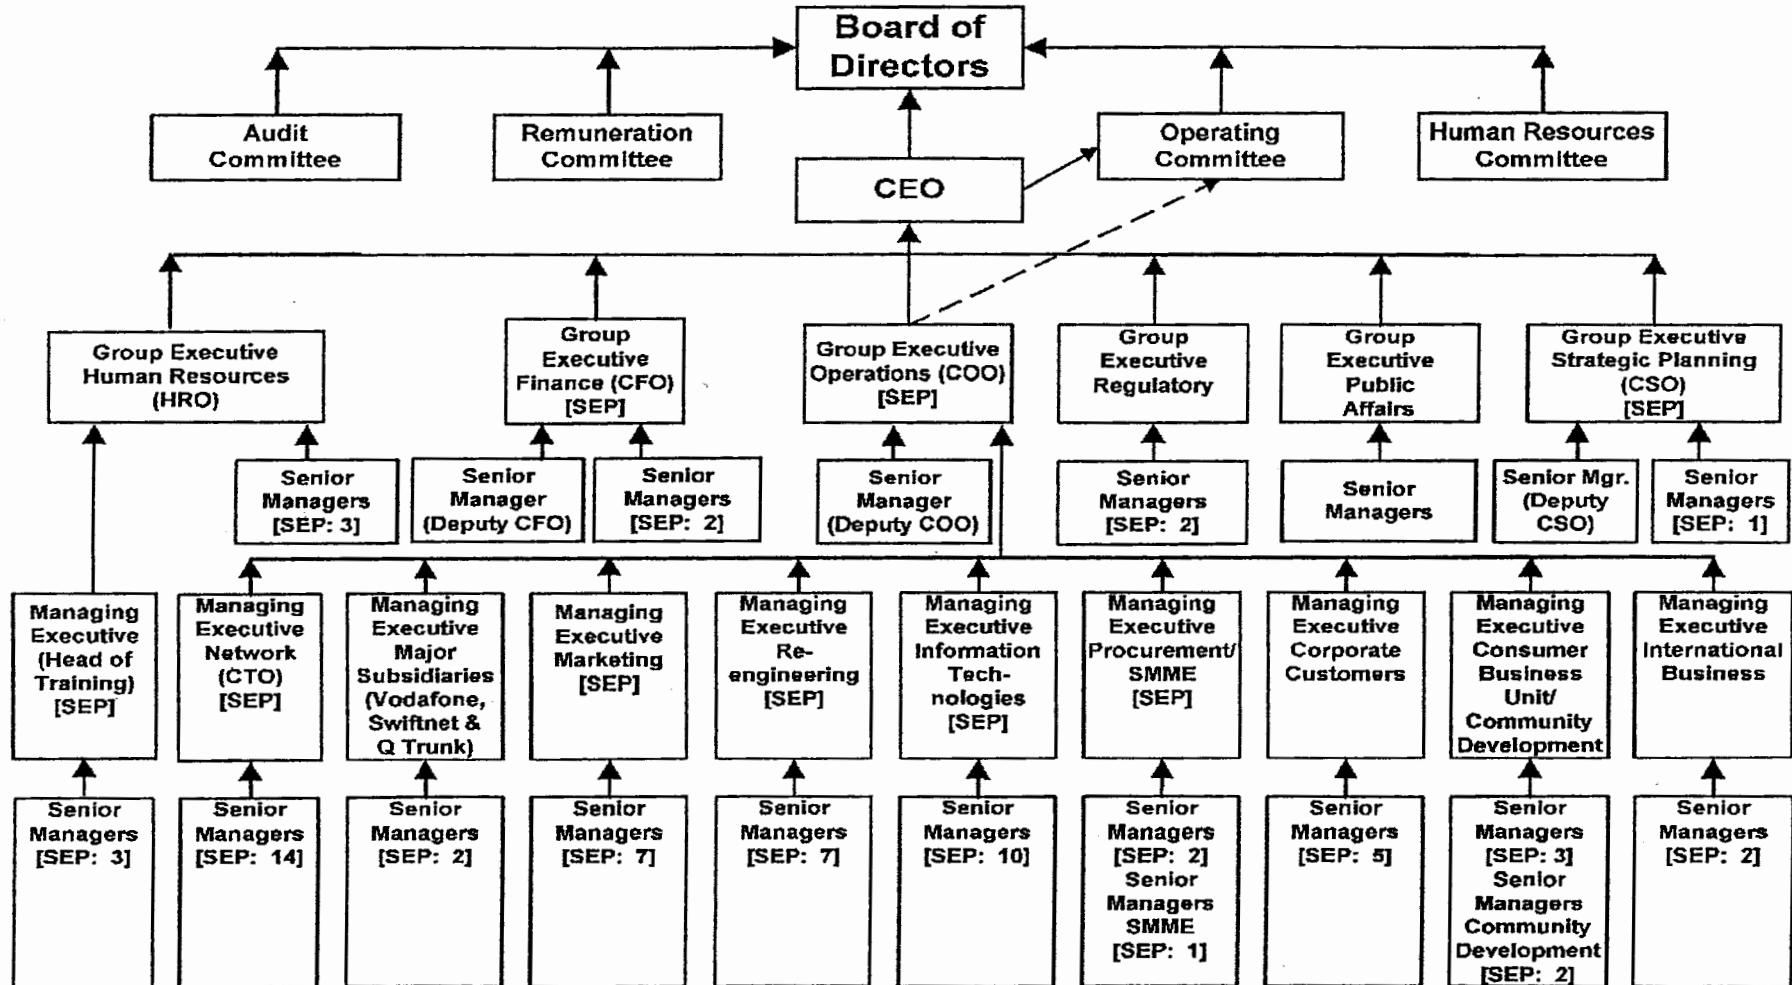 Board of
Directors
Audit
Committee
Remuneration
Committee
Operating
Committee
Human Resources
Committee
CEO
Group Executive
Human Resources
(HRO)
Group
Executive
Finance (CFO)
[SEP]
Group Executive
Operations (COO)
[SEP]
Group
Executive
Regulatory
Group
Executive
Public
Affairs
Group Executive
Strategic Planning
(CSO)
[SEP]
Senior
Managers
[SEP: 3]
Senior
Manager
(Deputy CFO)
Senior
Managers
[SEP: 2]
Senior
Manager
(Deputy COO)
Senior
Managers
[SEP: 2]
Senior
Managers
Senior Mgr.
(Deputy
CSO)
Senior
Managers
[SEP: 1]
Managing
Executive
(Head of
Training)
[SEP]
Managing
Executive
Network
(CTO)
[SEP]
Managing
Executive
Major
Subsidiaries
(Vodafone,
Swiftnet &
Q Trunk)
Managing
Executive
Marketing
[SEP]
Managing
Executive
Re-
engineering
[SEP]
Managing
Executive
Information
Tech-
nologies
[SEP]
Managing
Executive
Procurement/
SMME
[SEP]
Managing
Executive
Corporate
Customers
Managing
Executive
Consumer
Business
Unit/
Community
Development
Managing
Executive
International
Business
Senior
Managers
[SEP: 3]
Senior
Managers
[SEP: 14]
Senior
Managers
[SEP: 2]
Senior
Managers
[SEP: 7]
Senior
Managers
[SEP: 7]
Senior
Managers
[SEP: 10]
Senior
Managers
[SEP: 2]
Senior
Managers
SMME
[SEP: 1]
Senior
Managers
[SEP: 5]
Senior
Managers
[SEP: 3]
Senior
Managers
Community
Development
[SEP: 2]
Senior
Managers
[SEP: 2]